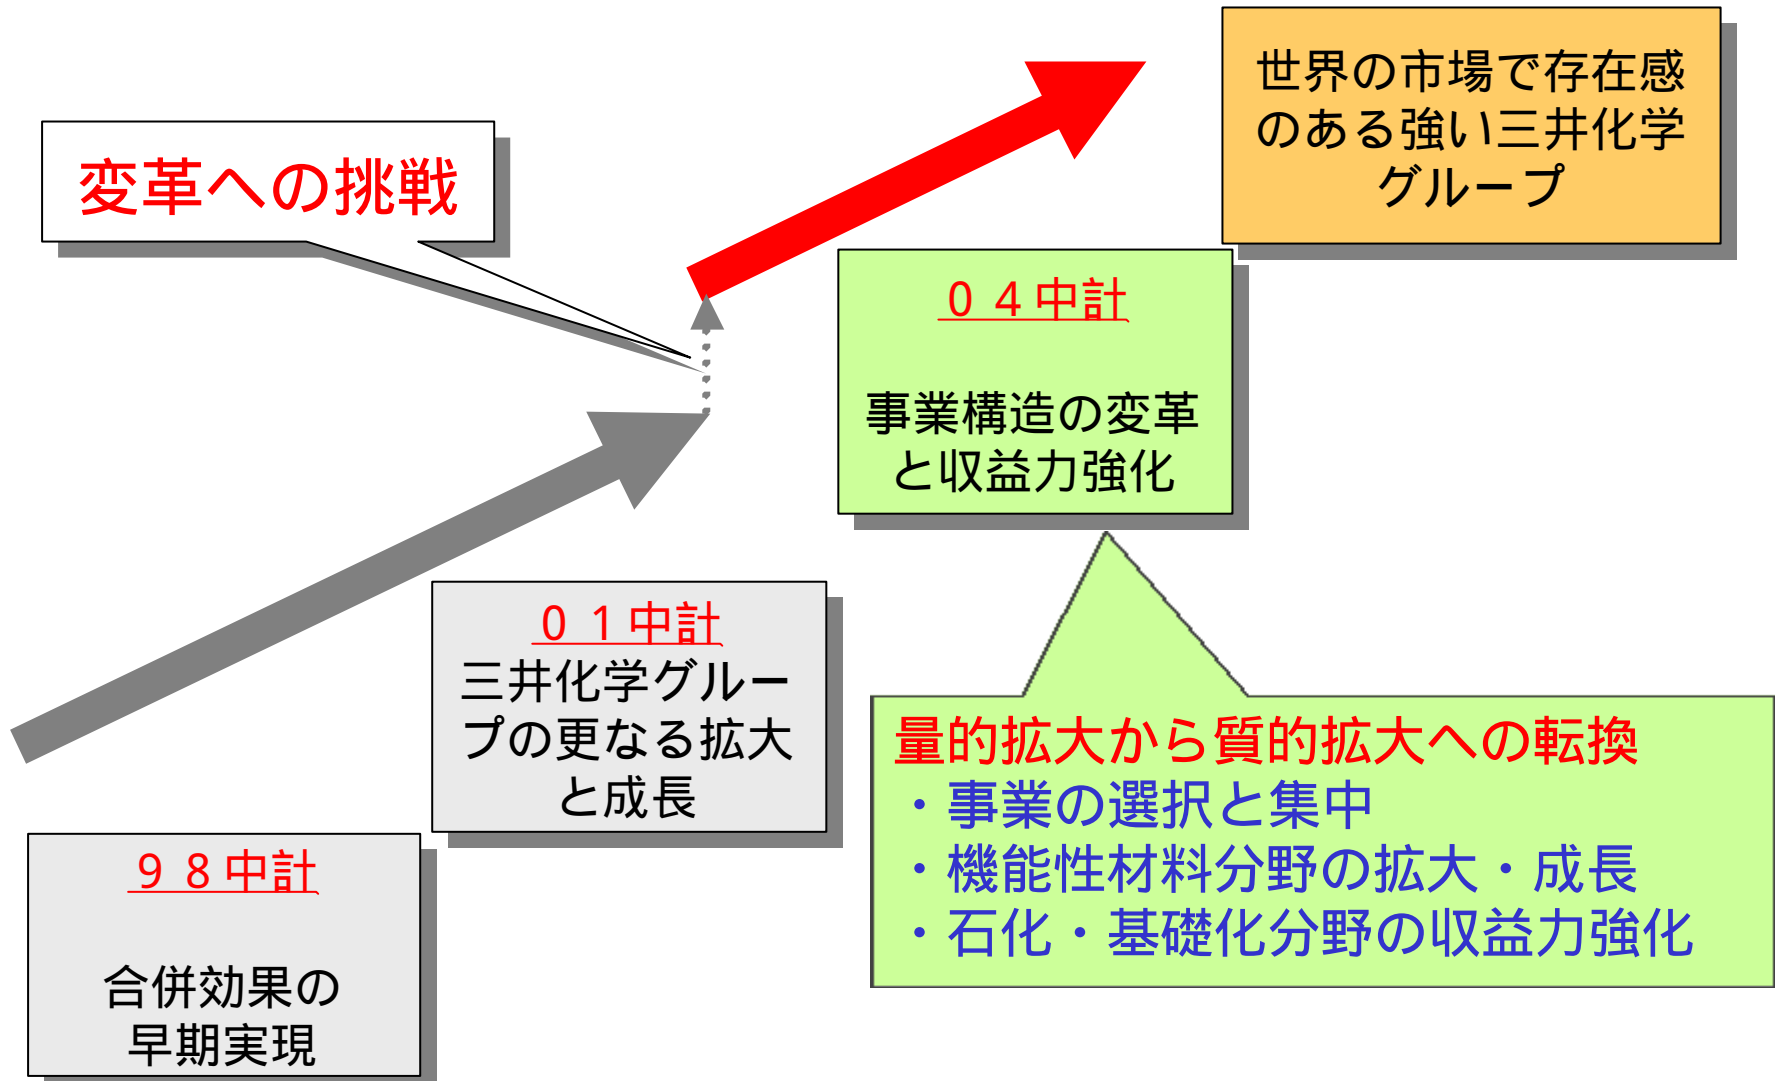 世界の市場で存在感
のある強い三井化学
グループ
変革への挑戦
０４中計
事業構造の変革
と収益力強化
０１中計
三井化学グルー
プの更なる拡大
と成長
量的拡大から質的拡大への転換
・事業の選択と集中
・機能性材料分野の拡大・成長
・石化・基礎化分野の収益力強化
９８中計
合併効果の
早期実現